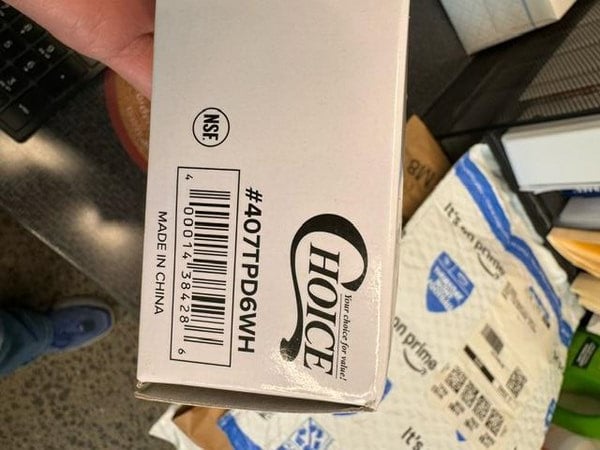 NSF
CHOICE
Your choice for value!
#407TPD6WH
4 00014 38428 6
MADE IN CHINA
8M
It's on prime
on prime
It's